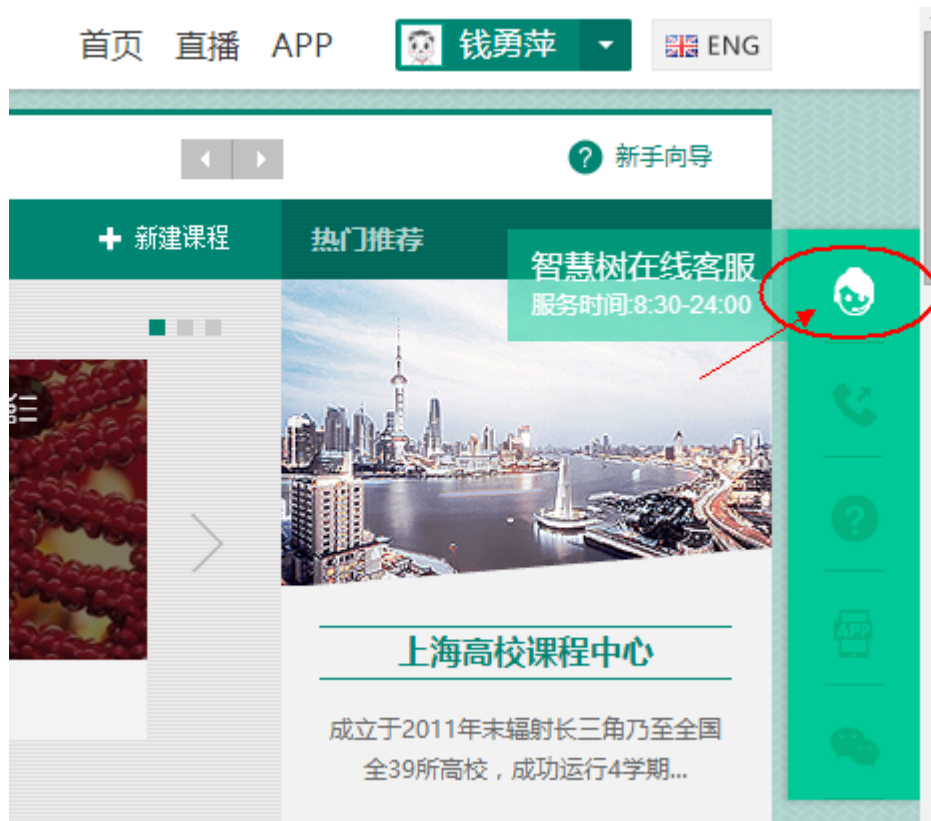 首页 直播 APP 钱勇萍 ENG
新手向导
新建课程 热门推荐
智慧树在线客服
服务时间:8:30-24:00
APP
上海高校课程中心
成立于2011年末辐射长三角乃至全国
全39所高校，成功运行4学期...